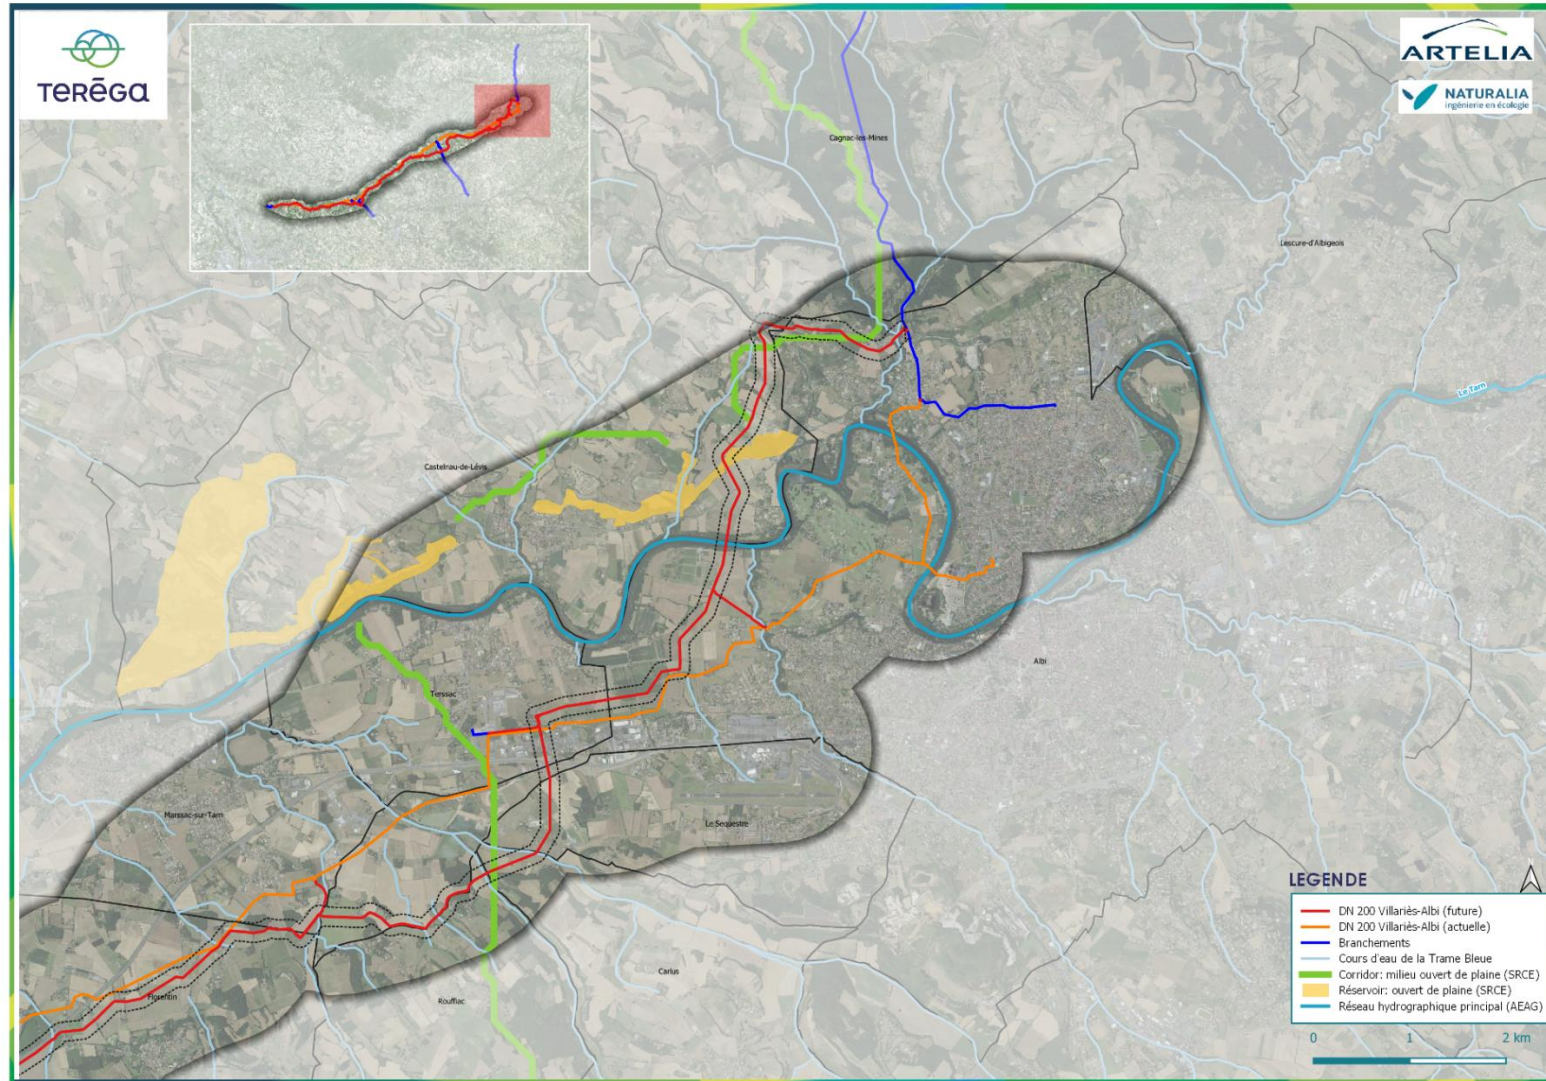 TERĒGA
ARTELIA
NATURALIA
ingénierie en écologie
Cagnac-les-Mines
Lescure-d'Albigeois
Le Tarn
Castelnau-de-Lévis
Albi
Terssac
Marssac-sur-Tarn
Le Sequestre
Carlus
Florentin
Rouffiac
LEGENDE
DN 200 Villariès-Albi (future)
DN 200 Villariès-Albi (actuelle)
Branchements
Cours d'eau de la Trame Bleue
Corridor: milieu ouvert de plaine (SRCE)
Réservoir: ouvert de plaine (SRCE)
Réseau hydrographique principal (AEAG)
0 1 2 km